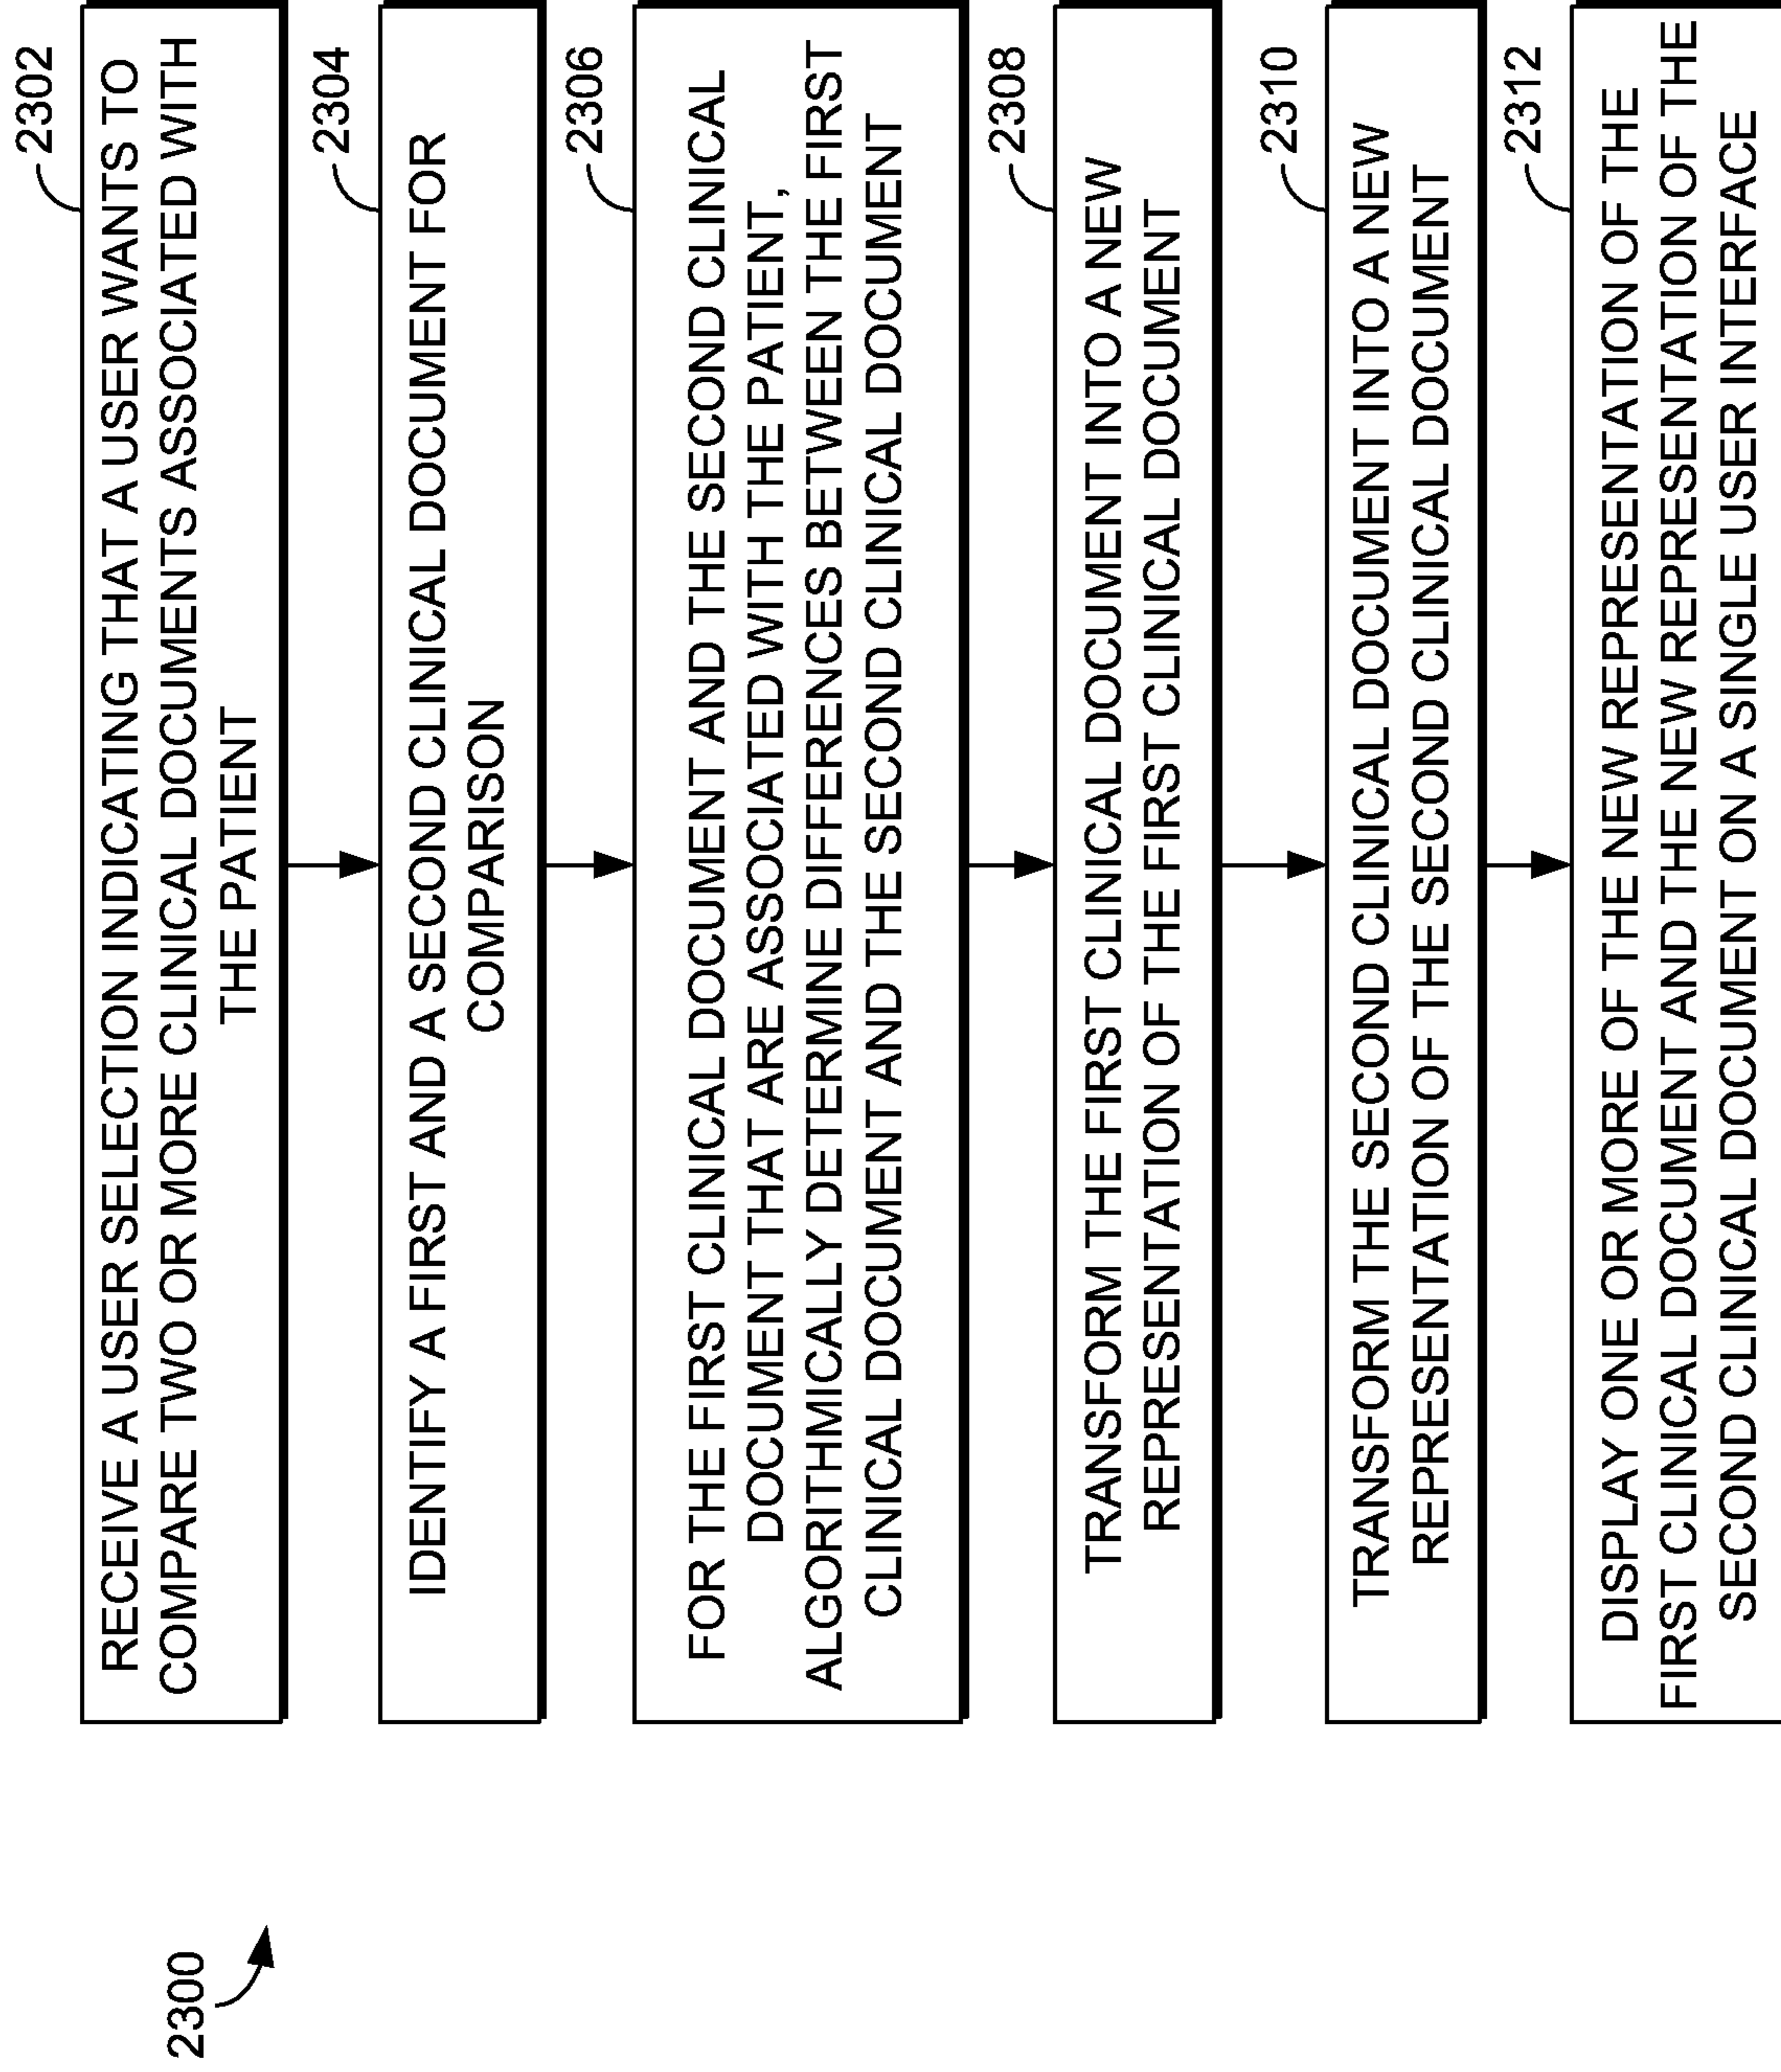 2300
2302
RECEIVE A USER SELECTION INDICATING THAT A USER WANTS TO
COMPARE TWO OR MORE CLINICAL DOCUMENTS ASSOCIATED WITH
THE PATIENT
2304
IDENTIFY A FIRST AND A SECOND CLINICAL DOCUMENT FOR
COMPARISON
2306
FOR THE FIRST CLINICAL DOCUMENT AND THE SECOND CLINICAL
DOCUMENT THAT ARE ASSOCIATED WITH THE PATIENT,
ALGORITHMICALLY DETERMINE DIFFERENCES BETWEEN THE FIRST
CLINICAL DOCUMENT AND THE SECOND CLINICAL DOCUMENT
2308
TRANSFORM THE FIRST CLINICAL DOCUMENT INTO A NEW
REPRESENTATION OF THE FIRST CLINICAL DOCUMENT
2310
TRANSFORM THE SECOND CLINICAL DOCUMENT INTO A NEW
REPRESENTATION OF THE SECOND CLINICAL DOCUMENT
2312
DISPLAY ONE OR MORE OF THE NEW REPRESENTATION OF THE
FIRST CLINICAL DOCUMENT AND THE NEW REPRESENTATION OF THE
SECOND CLINICAL DOCUMENT ON A SINGLE USER INTERFACE